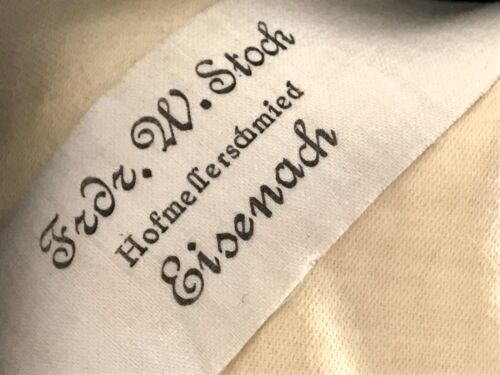 Frdr. W. Stock
Hofmesserschmied
Eisenach